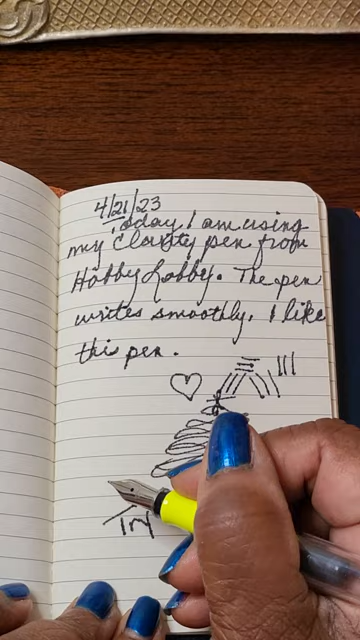 4/21/23
Today I am using
my Clarity pen from
Hobby Lobby. The pen
writes smoothly. I like
this pen.
Try